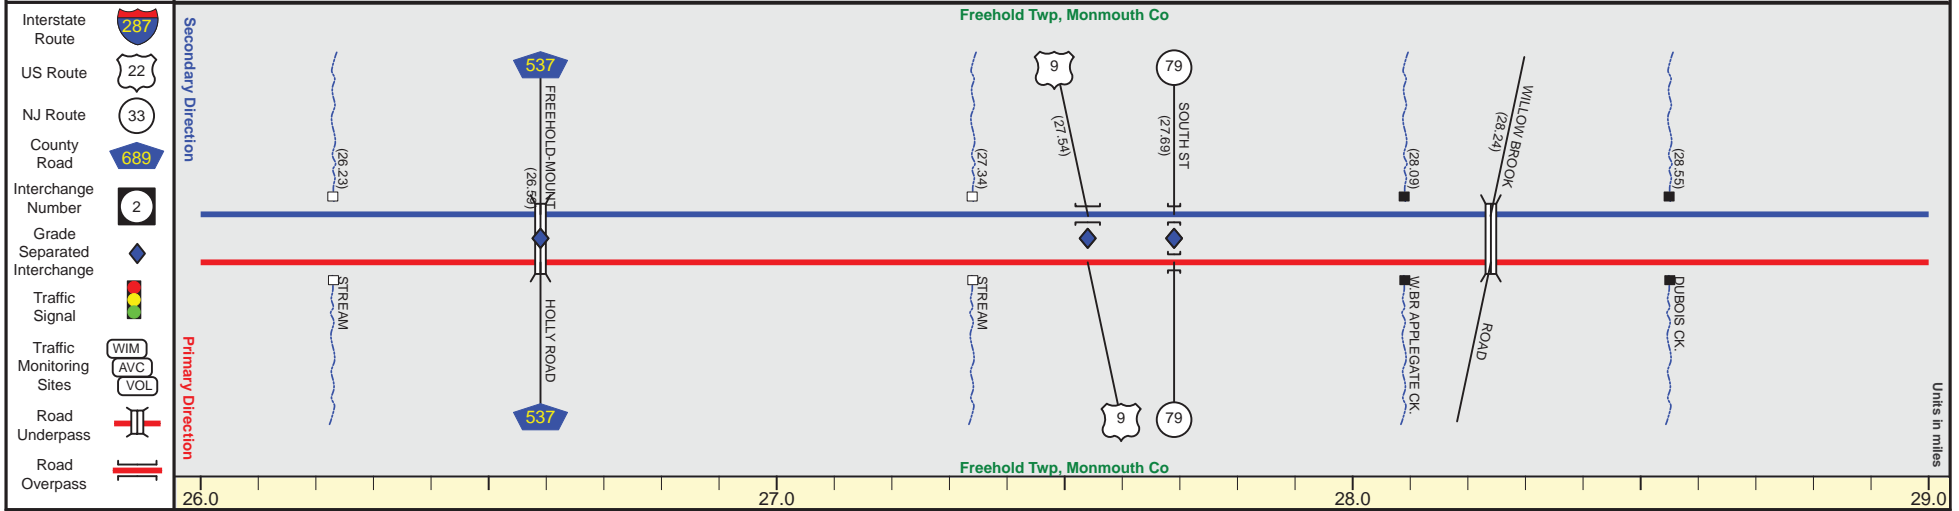 Interstate
Route
287
US Route
22
NJ Route
33
County
Road
689
Interchange
Number
2
Grade
Separated
Interchange
Traffic
Signal
Traffic
Monitoring
Sites
WIM
AVC
VOL
Road
Underpass
Road
Overpass
Secondary Direction
Primary Direction
Freehold Twp, Monmouth Co
(26.23)
STREAM
537
FREEHOLD-MOUNT
(26.59)
HOLLY ROAD
537
(27.34)
STREAM
9
(27.54)
9
79
SOUTH ST
(27.69)
79
(28.09)
W.BR APPLEGATE CK.
WILLOW BROOK
(28.24)
ROAD
(28.55)
DUBOIS CK
Freehold Twp, Monmouth Co
Units in miles
26.0
27.0
28.0
29.0